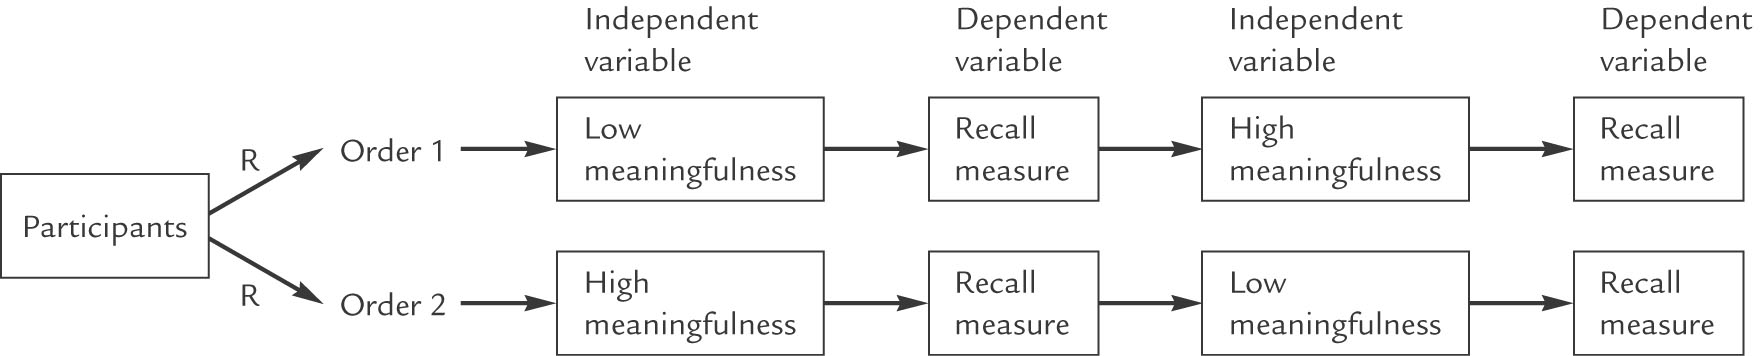 Independent
variable
Dependent
variable
Independent
variable
Dependent
variable
Participants
R
Order 1
Low
meaningfulness
Recall
measure
High
meaningfulness
Recall
measure
R
Order 2
High
meaningfulness
Recall
measure
Low
meaningfulness
Recall
measure